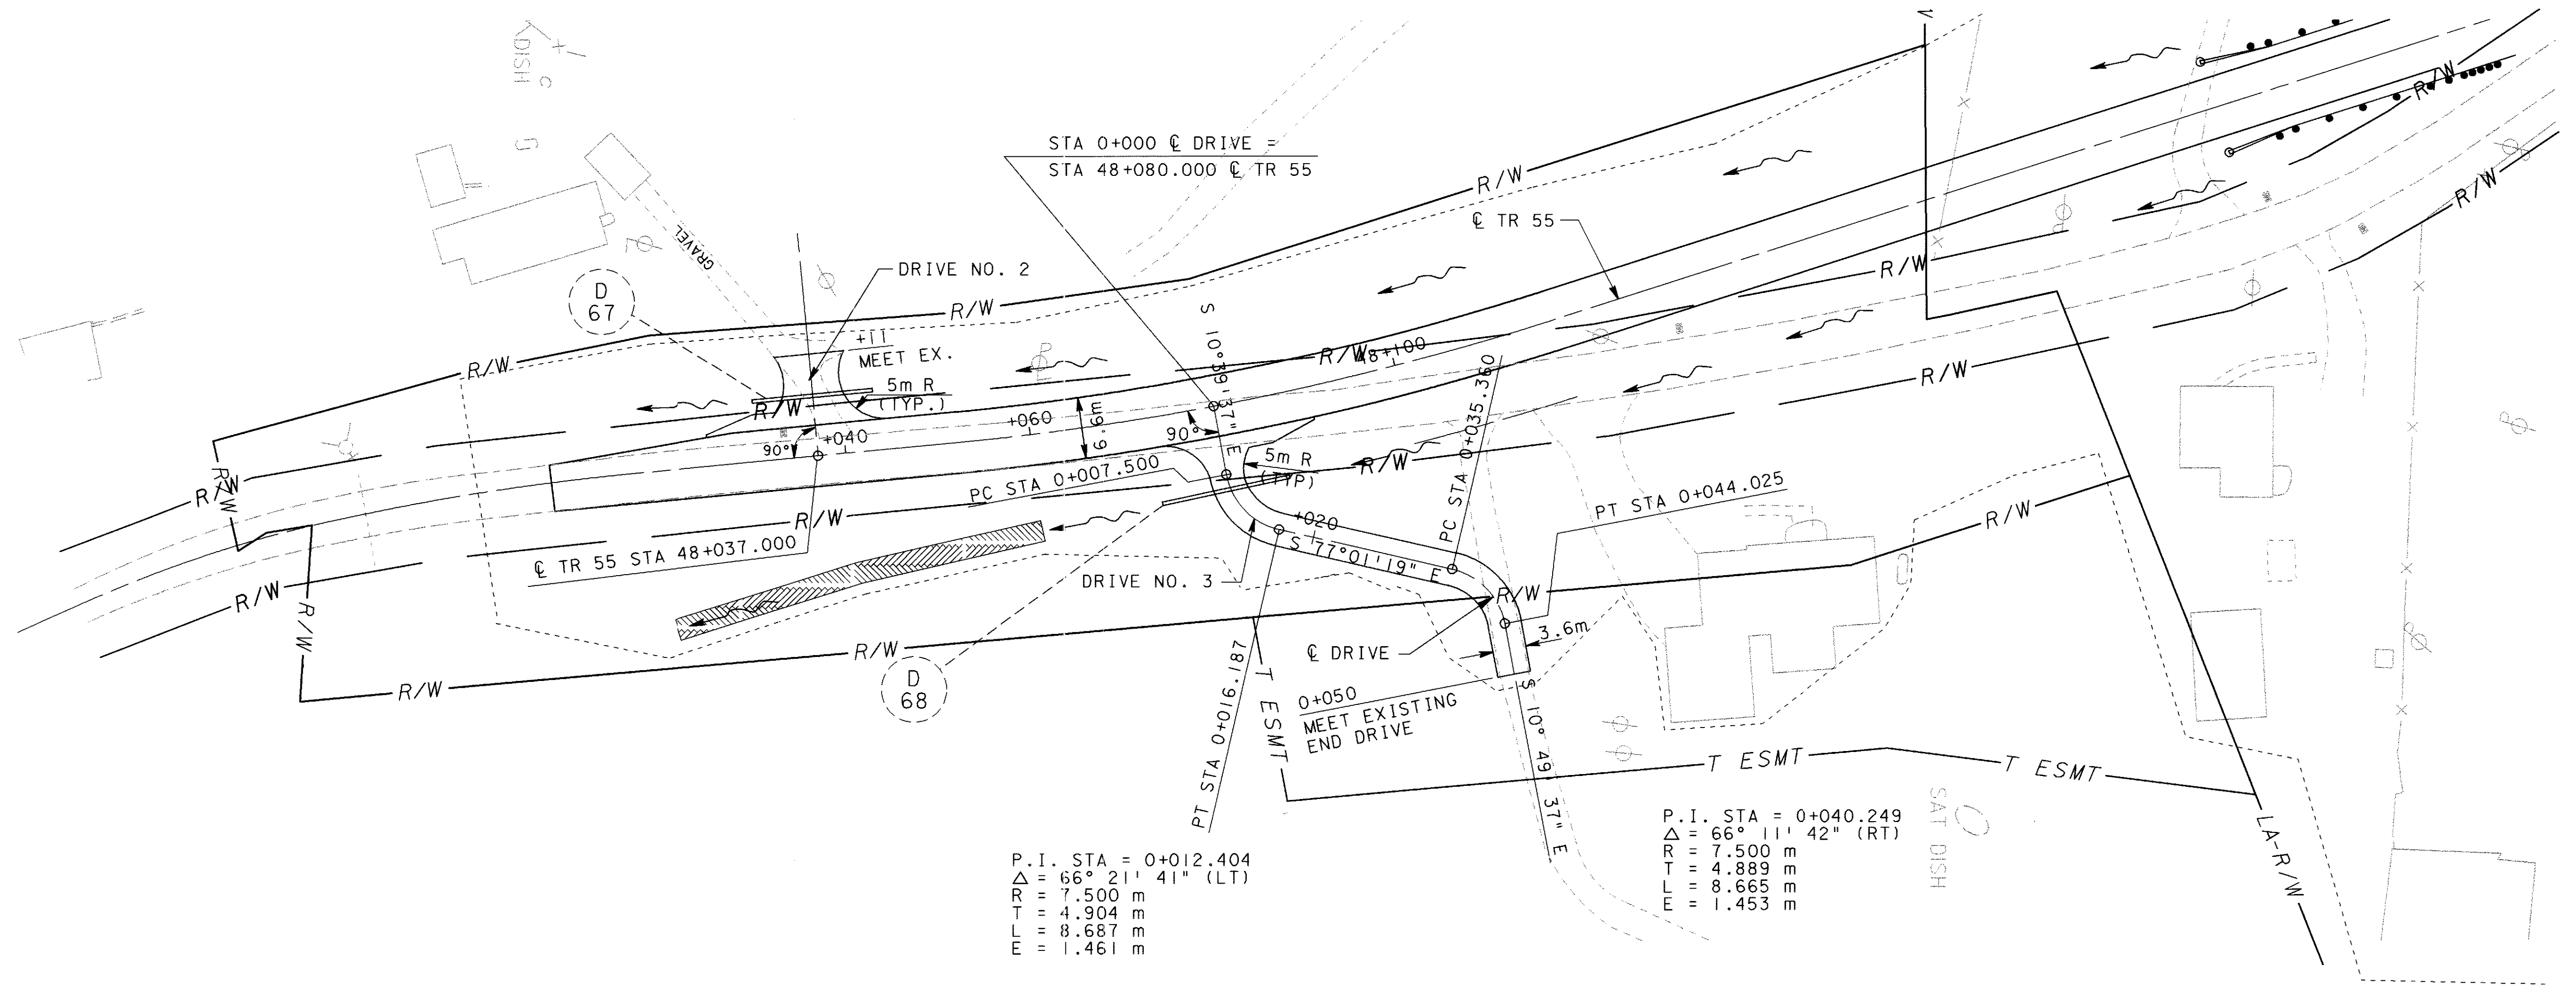 DISH
STA 0+000 ℄ DRIVE =
STA 48+080.000 ℄ TR 55
R/W
R/W
R/W
℄ TR 55
GRAVEL
DRIVE NO. 2
D
67
R/W
R/W
S 10°39'37" E
+11
MEET EX.
R/W
48+100
R/W
5m R
(TYP.)
R/W
R/W
6.6m
+060
+040
90°
90°
PC STA 0+035.360
R/W
R/W
5m R
(TYP)
PC STA 0+007.500
R/W
PT STA 0+044.025
R/W
R/W
+020
℄ TR 55 STA 48+037.000
S 77°01'19" E
DRIVE NO. 3
R/W
R/W
R/W
R/W
3.6m
℄ DRIVE
D
68
R/W
PT STA 0+016.187
T ESMT
0+050
MEET EXISTING
END DRIVE
S 10° 49' 37" E
T ESMT
T ESMT
SAT DISH
LA-R/W
P.I. STA = 0+040.249
△ = 66° 11' 42" (RT)
R = 7.500 m
T = 4.889 m
L = 8.665 m
E = 1.453 m
P.I. STA = 0+012.404
△ = 66° 21' 41" (LT)
R = 7.500 m
T = 4.904 m
L = 8.687 m
E = 1.461 m